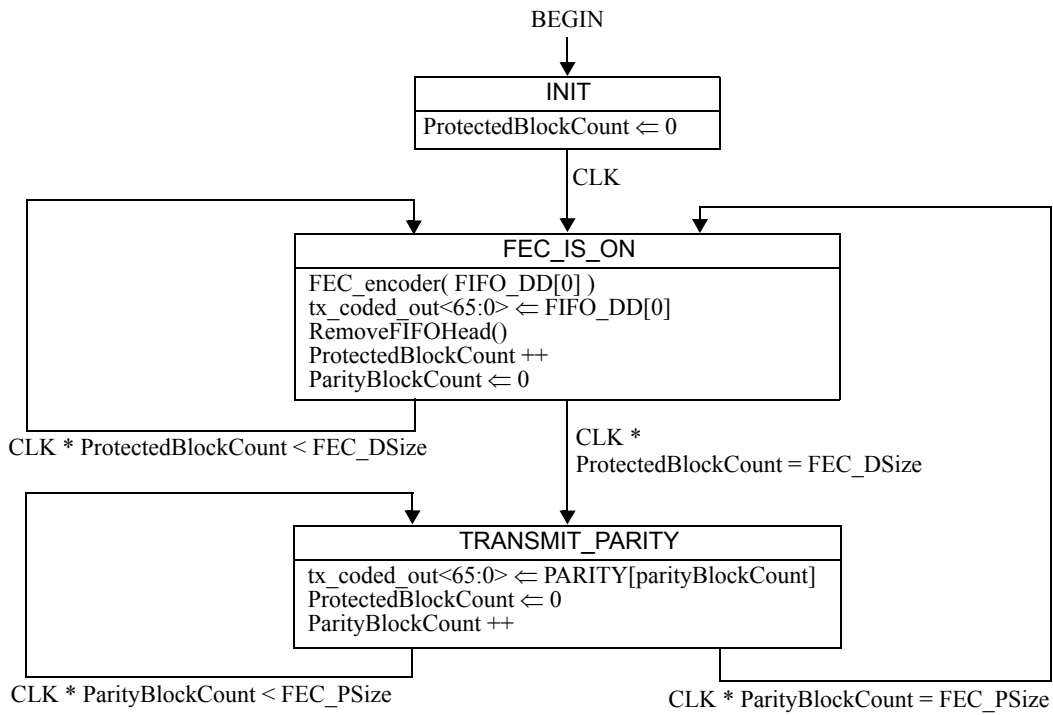 BEGIN
INIT
ProtectedBlockCount ⇐ 0
CLK
FEC_IS_ON
FEC_encoder( FIFO_DD[0] )
tx_coded_out<65:0> ⇐ FIFO_DD[0]
RemoveFIFOHead()
ProtectedBlockCount ++
ParityBlockCount ⇐ 0
CLK * ProtectedBlockCount < FEC_DSize
CLK *
ProtectedBlockCount = FEC_DSize
TRANSMIT_PARITY
tx_coded_out<65:0> ⇐ PARITY[parityBlockCount]
ProtectedBlockCount ⇐ 0
ParityBlockCount ++
CLK * ParityBlockCount < FEC_PSize
CLK * ParityBlockCount = FEC_PSize